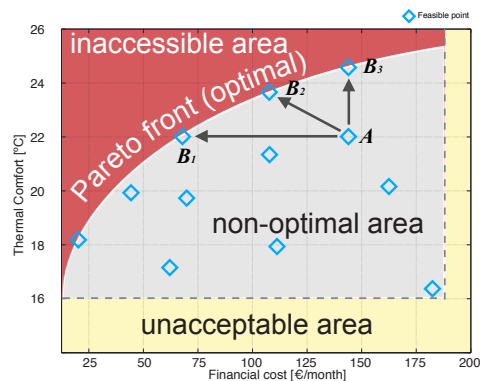 Feasible point
26
24
22
20
18
16
Thermal Comfort [ºC]
inaccessible area
Pareto front (optimal)
B3
B2
B1
A
non-optimal area
unacceptable area
25
50
75
100
125
150
175
200
Financial cost [€/month]